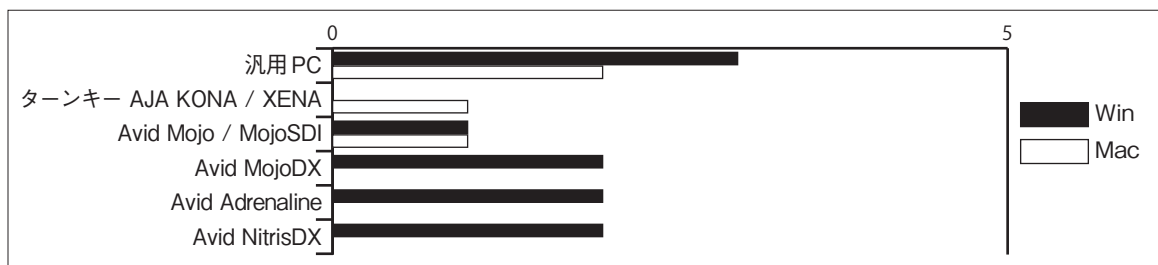 0 5
汎用PC
ターンキー AJA KONA / XENA
Avid Mojo / MojoSDI
Avid MojoDX
Avid Adrenaline
Avid NitrisDX
Win
Mac